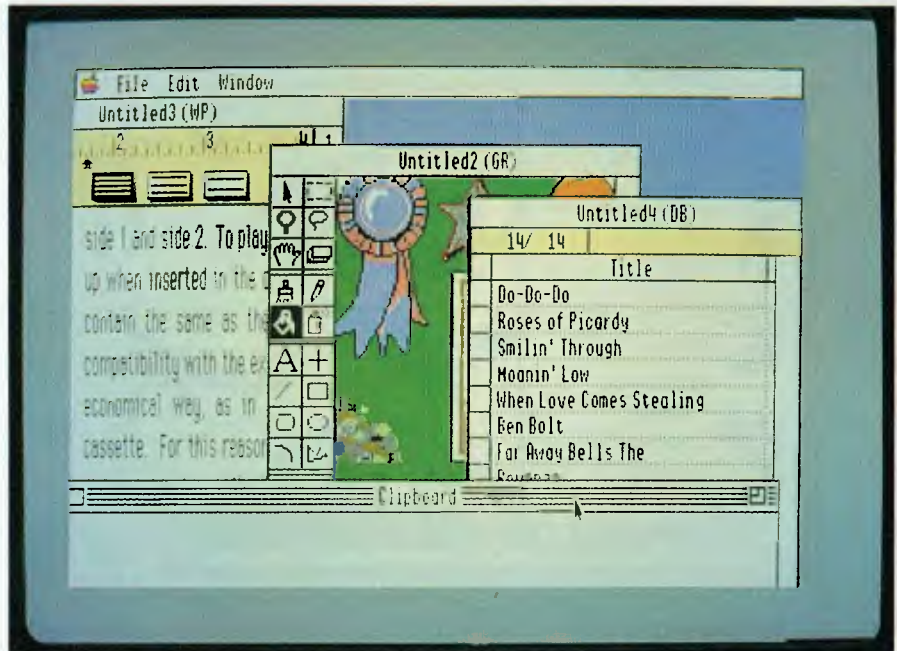 File Edit Window
Untitled3 (WP)
2 3 4
Untitled2 (GR)
Untitled4 (DB)
14/ 14
Title
side 1 and side 2. To play
up when inserted in the
contain the same as the
compatibility with the
economical way, as in
cassette. For this reason
A
Do-Do-Do
Roses of Picardy
Smilin' Through
Moanin' Low
When Love Comes Stealing
Ben Bolt
Far Away Bells The
Clipboard